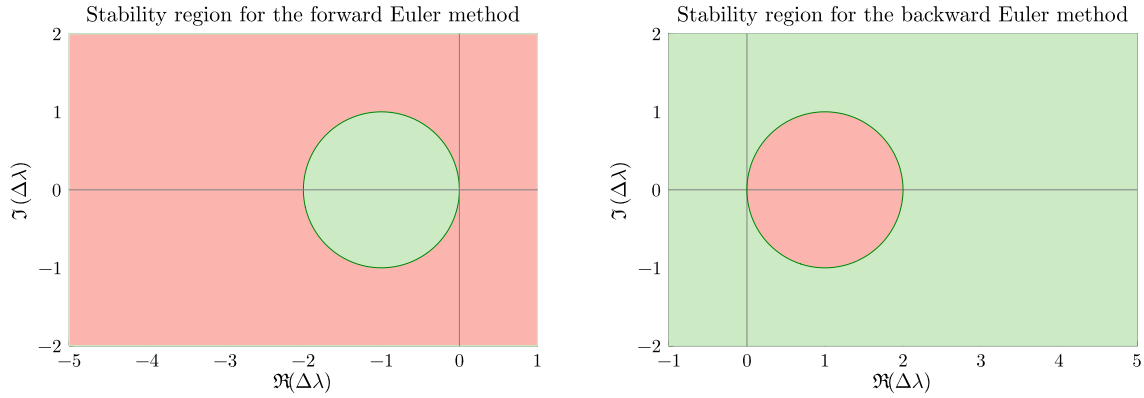 Stability region for the forward Euler method
2
1
0
−1
−2
ℑ(Δλ)
−5 −4 −3 −2 −1 0 1
ℜ(Δλ)
Stability region for the backward Euler method
2
1
0
−1
−2
ℑ(Δλ)
−1 0 1 2 3 4 5
ℜ(Δλ)